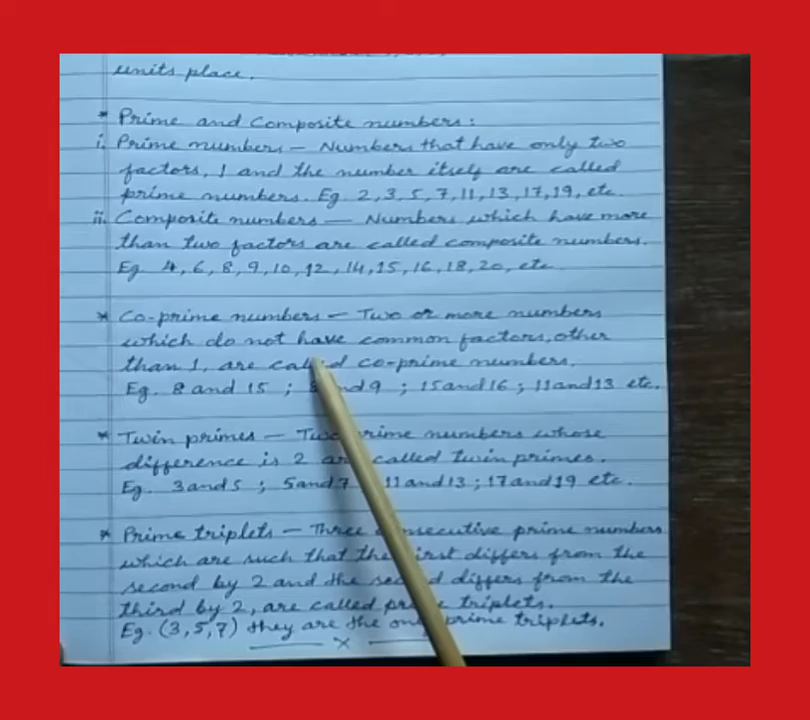 units place.
* Prime and Composite numbers:
i. Prime numbers – Numbers that have only two
factors, 1 and the number itself are called
prime numbers. Eg. 2, 3, 5, 7, 11, 13, 17, 19, etc
ii. Composite numbers – Numbers which have more
than two factors are called composite numbers.
Eg. 4, 6, 8, 9, 10, 12, 14, 15, 16, 18, 20, etc
* Co-prime numbers – Two or more numbers
which do not have common factors, other
than 1, are called co-prime numbers.
Eg. 8 and 15 ; 8 and 9 ; 15 and 16 ; 11 and 13 etc.
* Twin primes – Two prime numbers whose
difference is 2 are called twin primes.
Eg. 3 and 5 ; 5 and 7 11 and 13 ; 17 and 19 etc.
* Prime triplets – Three consecutive prime numbers
which are such that the first differs from the
second by 2 and the second differs from the
third by 2, are called prime triplets.
Eg. (3, 5, 7) they are the only prime triplets.
x